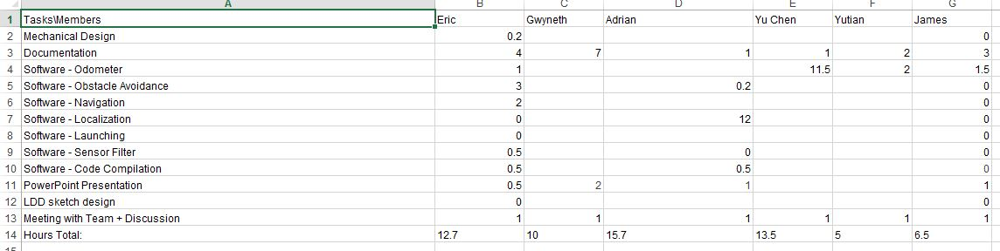 A B C D E F G
1 Tasks\Members Eric Gwyneth Adrian Yu Chen Yutian James
2 Mechanical Design 0.2 0
3 Documentation 4 7 1 1 2 3
4 Software - Odometer 1 11.5 2 1.5
5 Software - Obstacle Avoidance 3 0.2 0
6 Software - Navigation 2 0
7 Software - Localization 0 12 0
8 Software - Launching 0 0
9 Software - Sensor Filter 0.5 0 0
10 Software - Code Compilation 0.5 0.5 0
11 PowerPoint Presentation 0.5 2 1 1
12 LDD sketch design 0 0
13 Meeting with Team + Discussion 1 1 1 1 1 1
14 Hours Total: 12.7 10 15.7 13.5 5 6.5
15